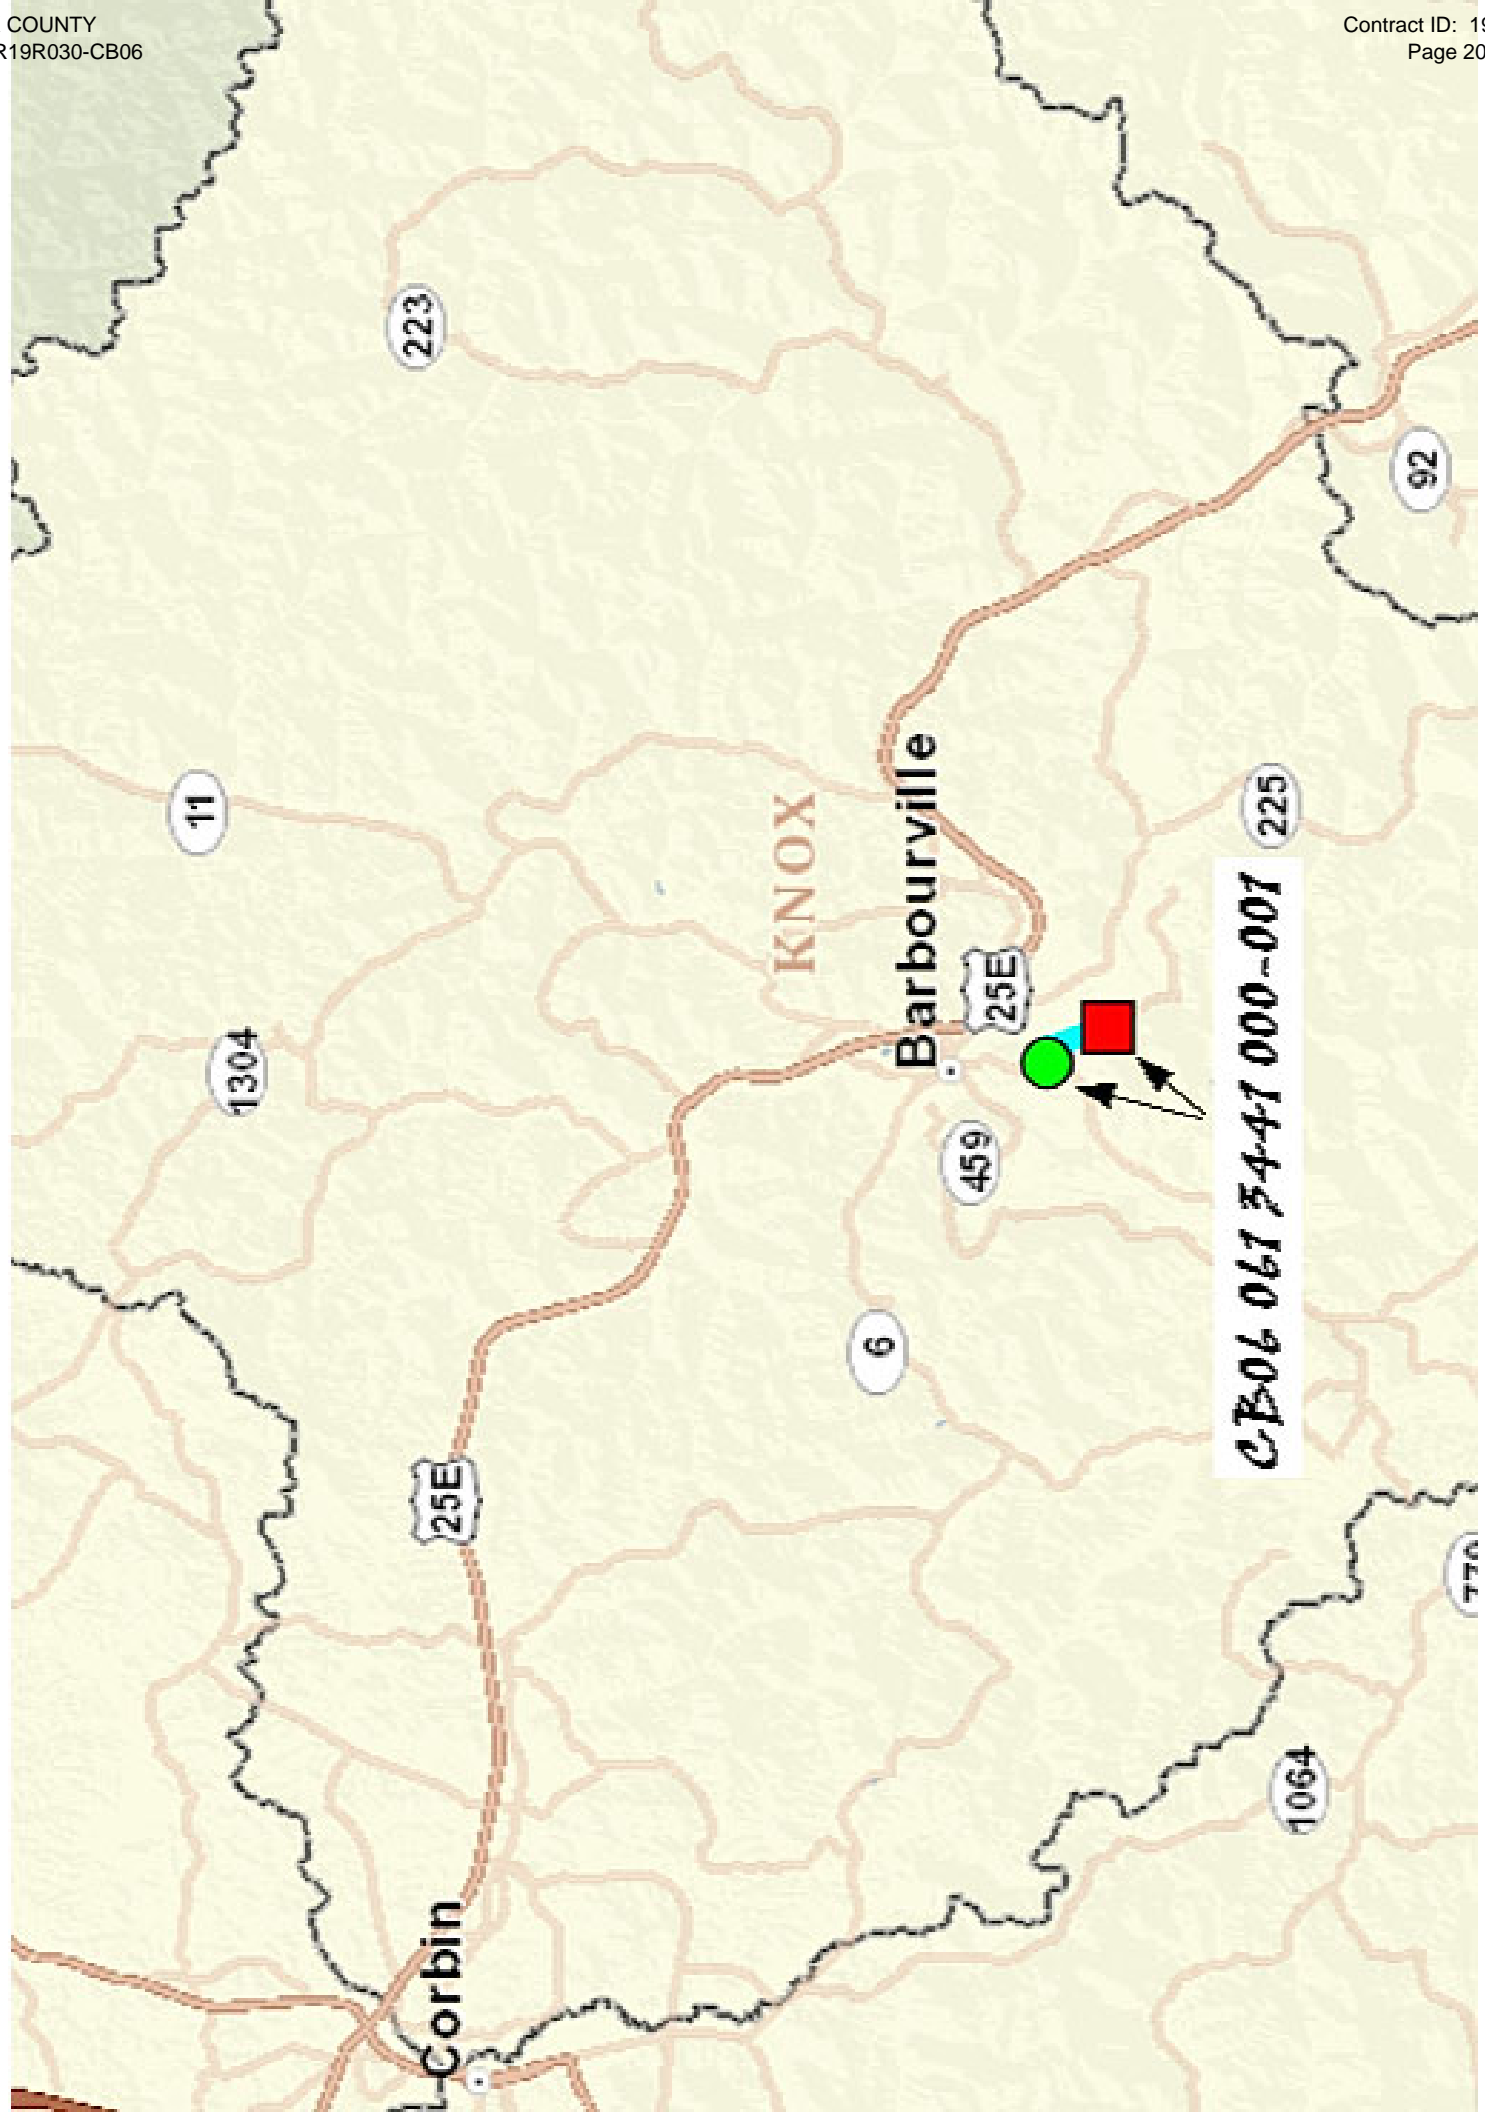 COUNTY
R19R030-CB06
Contract ID: 19
Page 20
223
92
11
KNOX
Barbourville
225
25E
1304
459
CB06 061 3441 000-001
6
25E
1064
Corbin